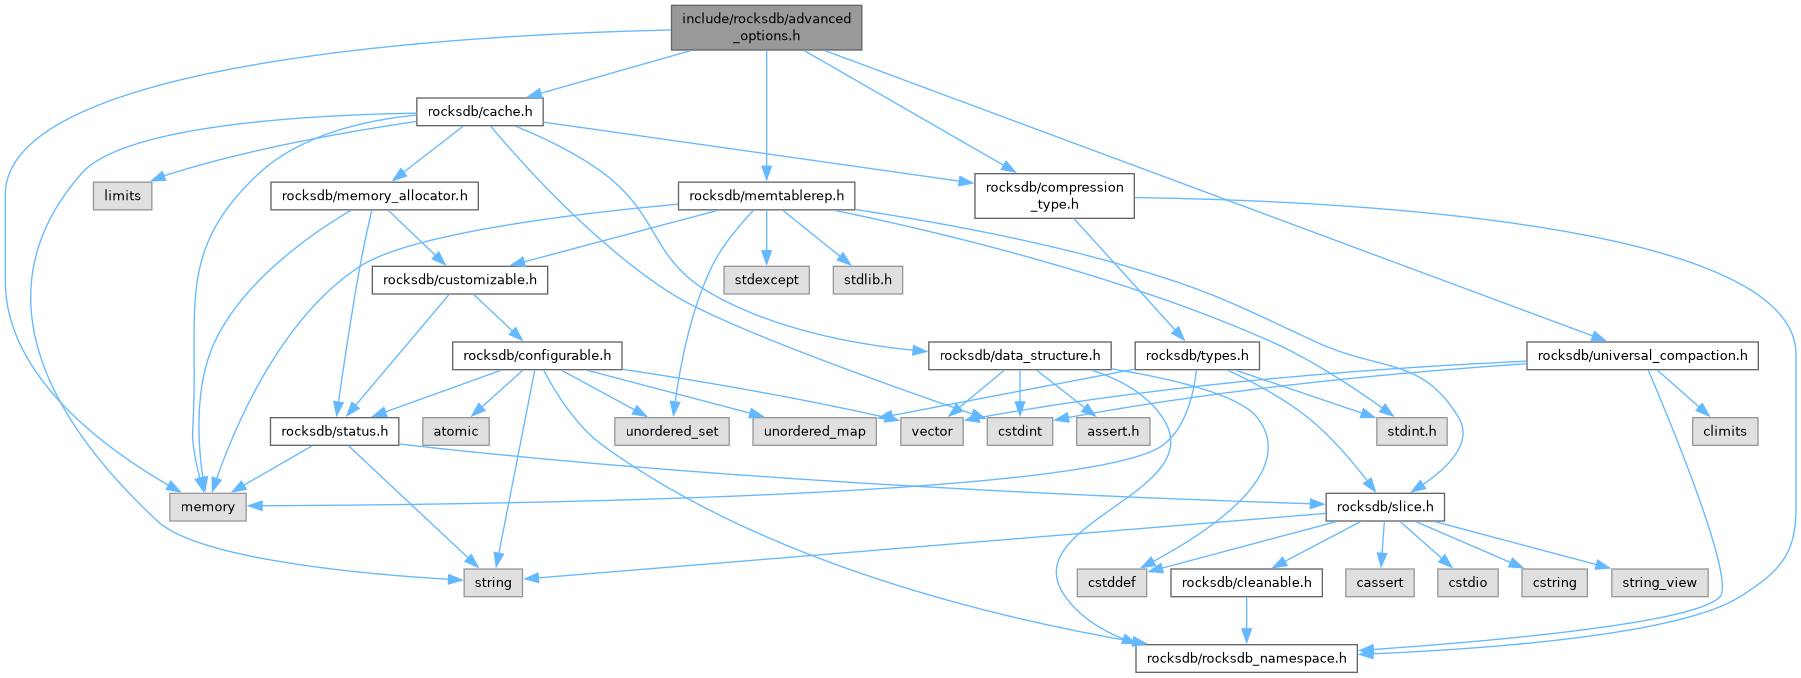 include/rocksdb/advanced
_options.h
rocksdb/cache.h
limits
rocksdb/memory_allocator.h
rocksdb/memtablerep.h
rocksdb/compression
_type.h
rocksdb/customizable.h
stdexcept
stdlib.h
rocksdb/configurable.h
rocksdb/data_structure.h
rocksdb/types.h
rocksdb/universal_compaction.h
rocksdb/status.h
atomic
unordered_set
unordered_map
vector
cstdint
assert.h
stdint.h
climits
memory
rocksdb/slice.h
string
cstddef
rocksdb/cleanable.h
cassert
cstdio
cstring
string_view
rocksdb/rocksdb_namespace.h